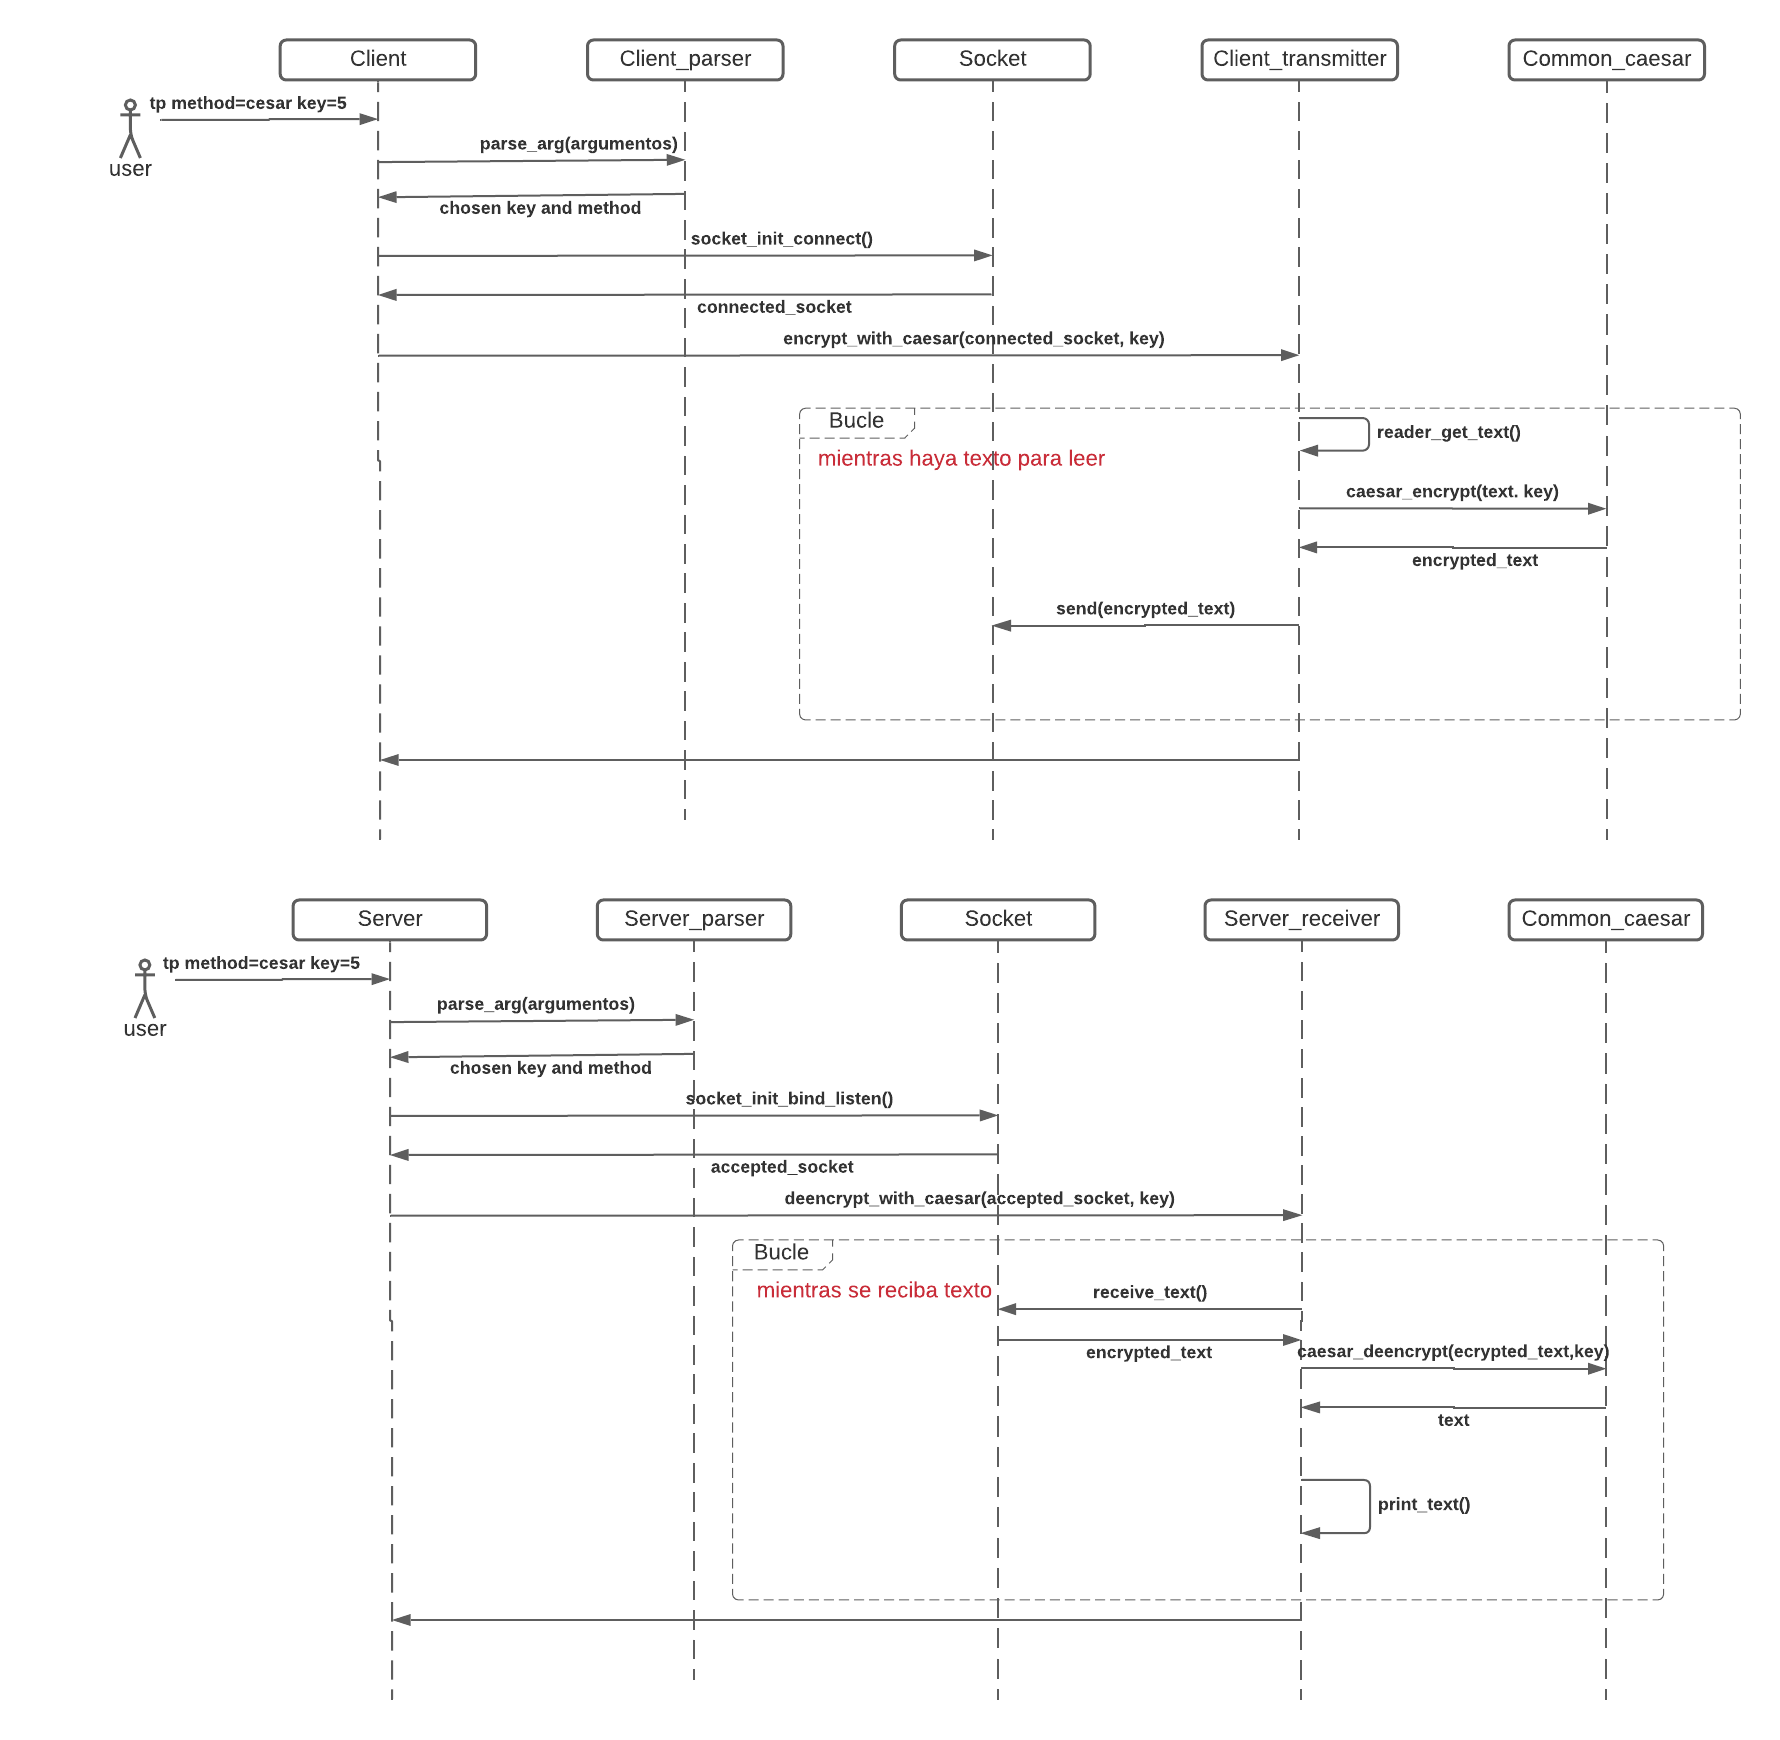 Client
Client_parser
Socket
Client_transmitter
Common_caesar
tp method=cesar key=5
user
parse_arg(argumentos)
chosen key and method
socket_init_connect()
connected_socket
encrypt_with_caesar(connected_socket, key)
Bucle
reader_get_text()
mientras haya texto para leer
caesar_encrypt(text. key)
encrypted_text
send(encrypted_text)
Server
Server_parser
Socket
Server_receiver
Common_caesar
tp method=cesar key=5
user
parse_arg(argumentos)
chosen key and method
socket_init_bind_listen()
accepted_socket
deencrypt_with_caesar(accepted_socket, key)
Bucle
mientras se reciba texto
receive_text()
encrypted_text
caesar_deencrypt(ecrypted_text,key)
text
print_text()